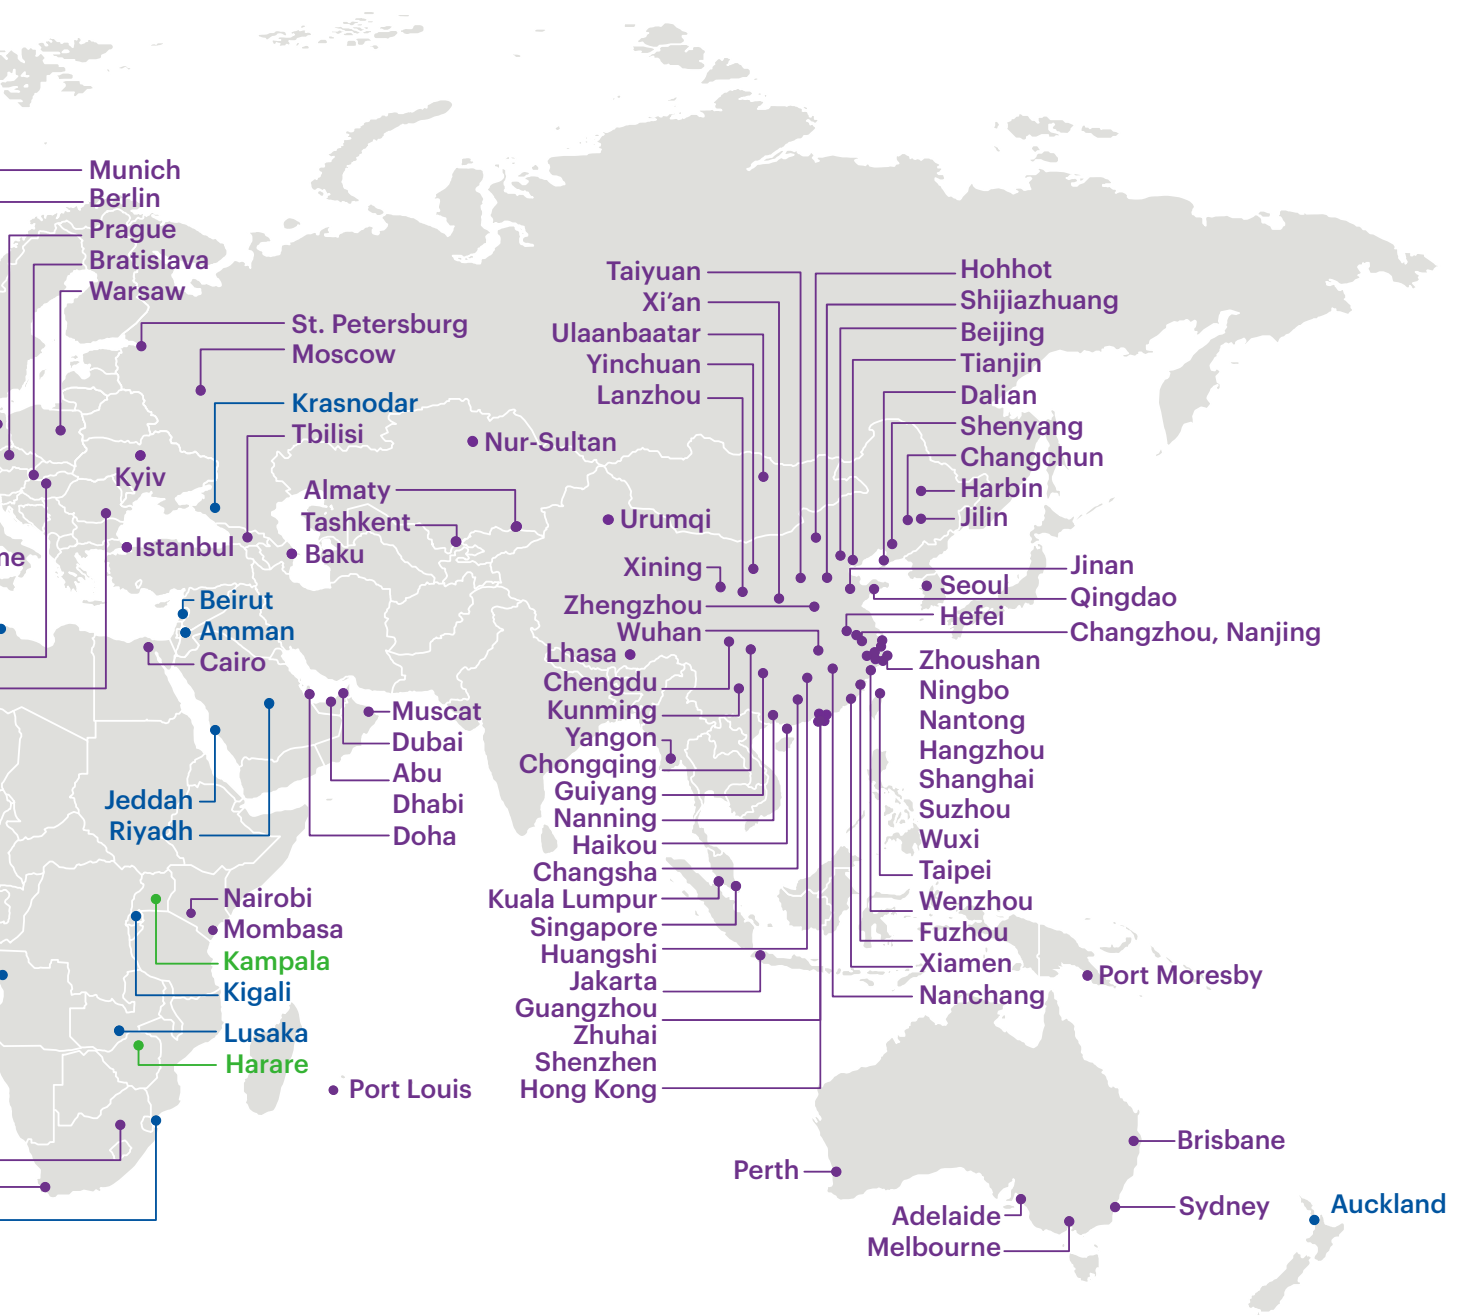 Munich
Berlin
Prague
Bratislava
Warsaw
St. Petersburg
Moscow
Krasnodar
Tbilisi
Nur-Sultan
Kyiv
Almaty
Tashkent
Istanbul
Baku
me
Beirut
Amman
Cairo
Muscat
Dubai
Abu
Dhabi
Doha
Jeddah
Riyadh
Nairobi
Mombasa
Kampala
Kigali
Lusaka
Harare
Port Louis
Taiyuan
Xi’an
Ulaanbaatar
Yinchuan
Lanzhou
Urumqi
Xining
Zhengzhou
Wuhan
Lhasa
Chengdu
Kunming
Yangon
Chongqing
Guiyang
Nanning
Haikou
Changsha
Kuala Lumpur
Singapore
Huangshi
Jakarta
Guangzhou
Zhuhai
Shenzhen
Hong Kong
Hohhot
Shijiazhuang
Beijing
Tianjin
Dalian
Shenyang
Changchun
Harbin
Jilin
Jinan
Seoul
Qingdao
Hefei
Changzhou, Nanjing
Zhoushan
Ningbo
Nantong
Hangzhou
Shanghai
Suzhou
Wuxi
Taipei
Wenzhou
Fuzhou
Xiamen
Nanchang
Port Moresby
Brisbane
Perth
Sydney
Auckland
Adelaide
Melbourne